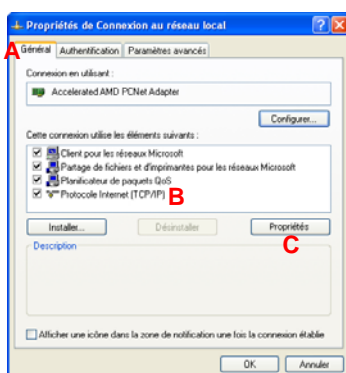 Propriétés de Connexion au réseau local
A
Général Authentification Paramètres avancés
Connexion en utilisant :
Accelerated AMD PCNet Adapter
Configurer...
Cette connexion utilise les éléments suivants :
Client pour les réseaux Microsoft
Partage de fichiers et d'imprimantes pour les réseaux Microsoft
Planificateur de paquets QoS
Protocole Internet (TCP/IP) B
Installer... Désinstaller Propriétés
C
Description
Afficher une icône dans la zone de notification une fois la connexion établie
OK Annuler